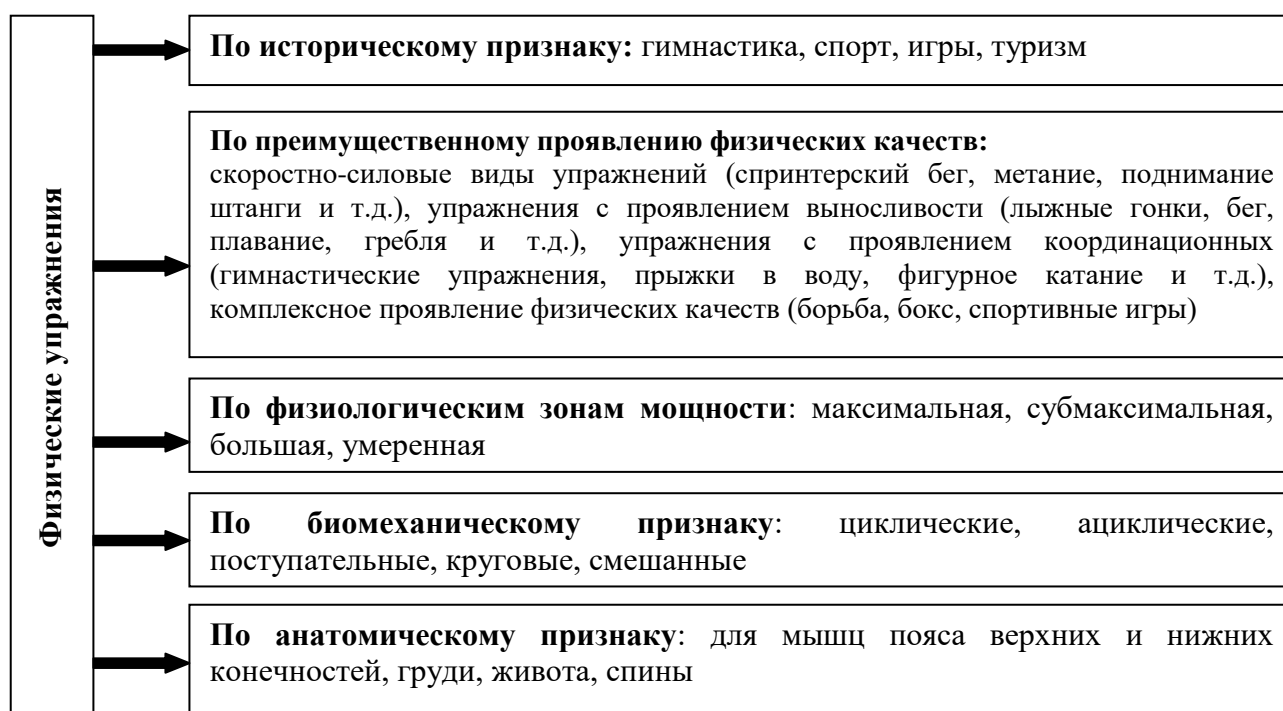 Физические упражнения
По историческому признаку: гимнастика, спорт, игры, туризм
По преимущественному проявлению физических качеств:
скоростно-силовые виды упражнений (спринтерский бег, метание, поднимание
штанги и т.д.), упражнения с проявлением выносливости (лыжные гонки, бег,
плавание, гребля и т.д.), упражнения с проявлением координационных
(гимнастические упражнения, прыжки в воду, фигурное катание и т.д.),
комплексное проявление физических качеств (борьба, бокс, спортивные игры)
По физиологическим зонам мощности: максимальная, субмаксимальная,
большая, умеренная
По биомеханическому признаку: циклические, ациклические,
поступательные, круговые, смешанные
По анатомическому признаку: для мышц пояса верхних и нижних
конечностей, груди, живота, спины